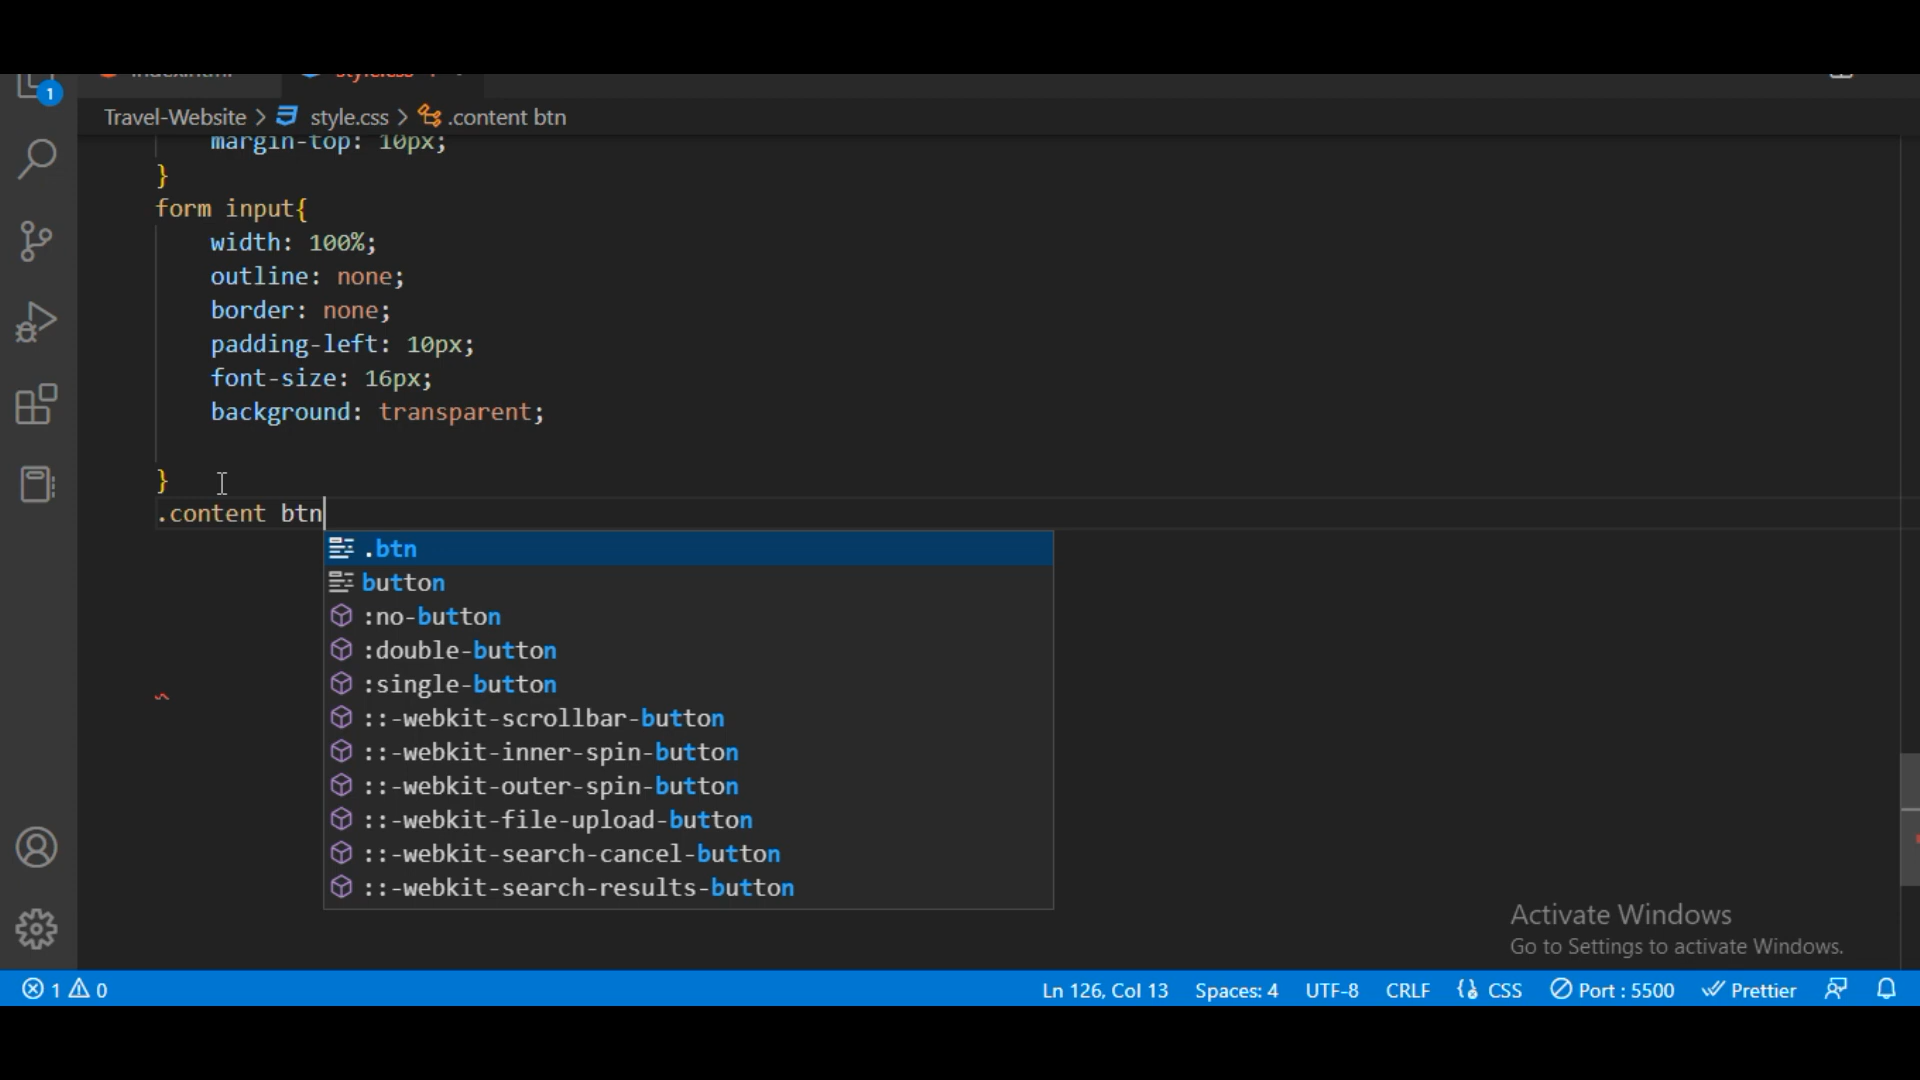 1
style.css
Travel-Website > style.css > .content btn
margin-top: 10px;
}
form input{
width: 100%;
outline: none;
border: none;
padding-left: 10px;
font-size: 16px;
background: transparent;
}
.content btn
.btn
button
:no-button
:double-button
:single-button
::-webkit-scrollbar-button
::-webkit-inner-spin-button
::-webkit-outer-spin-button
::-webkit-file-upload-button
::-webkit-search-cancel-button
::-webkit-search-results-button
Activate Windows
Go to Settings to activate Windows.
1 0 Ln 126, Col 13 Spaces: 4 UTF-8 CRLF CSS Port : 5500 Prettier